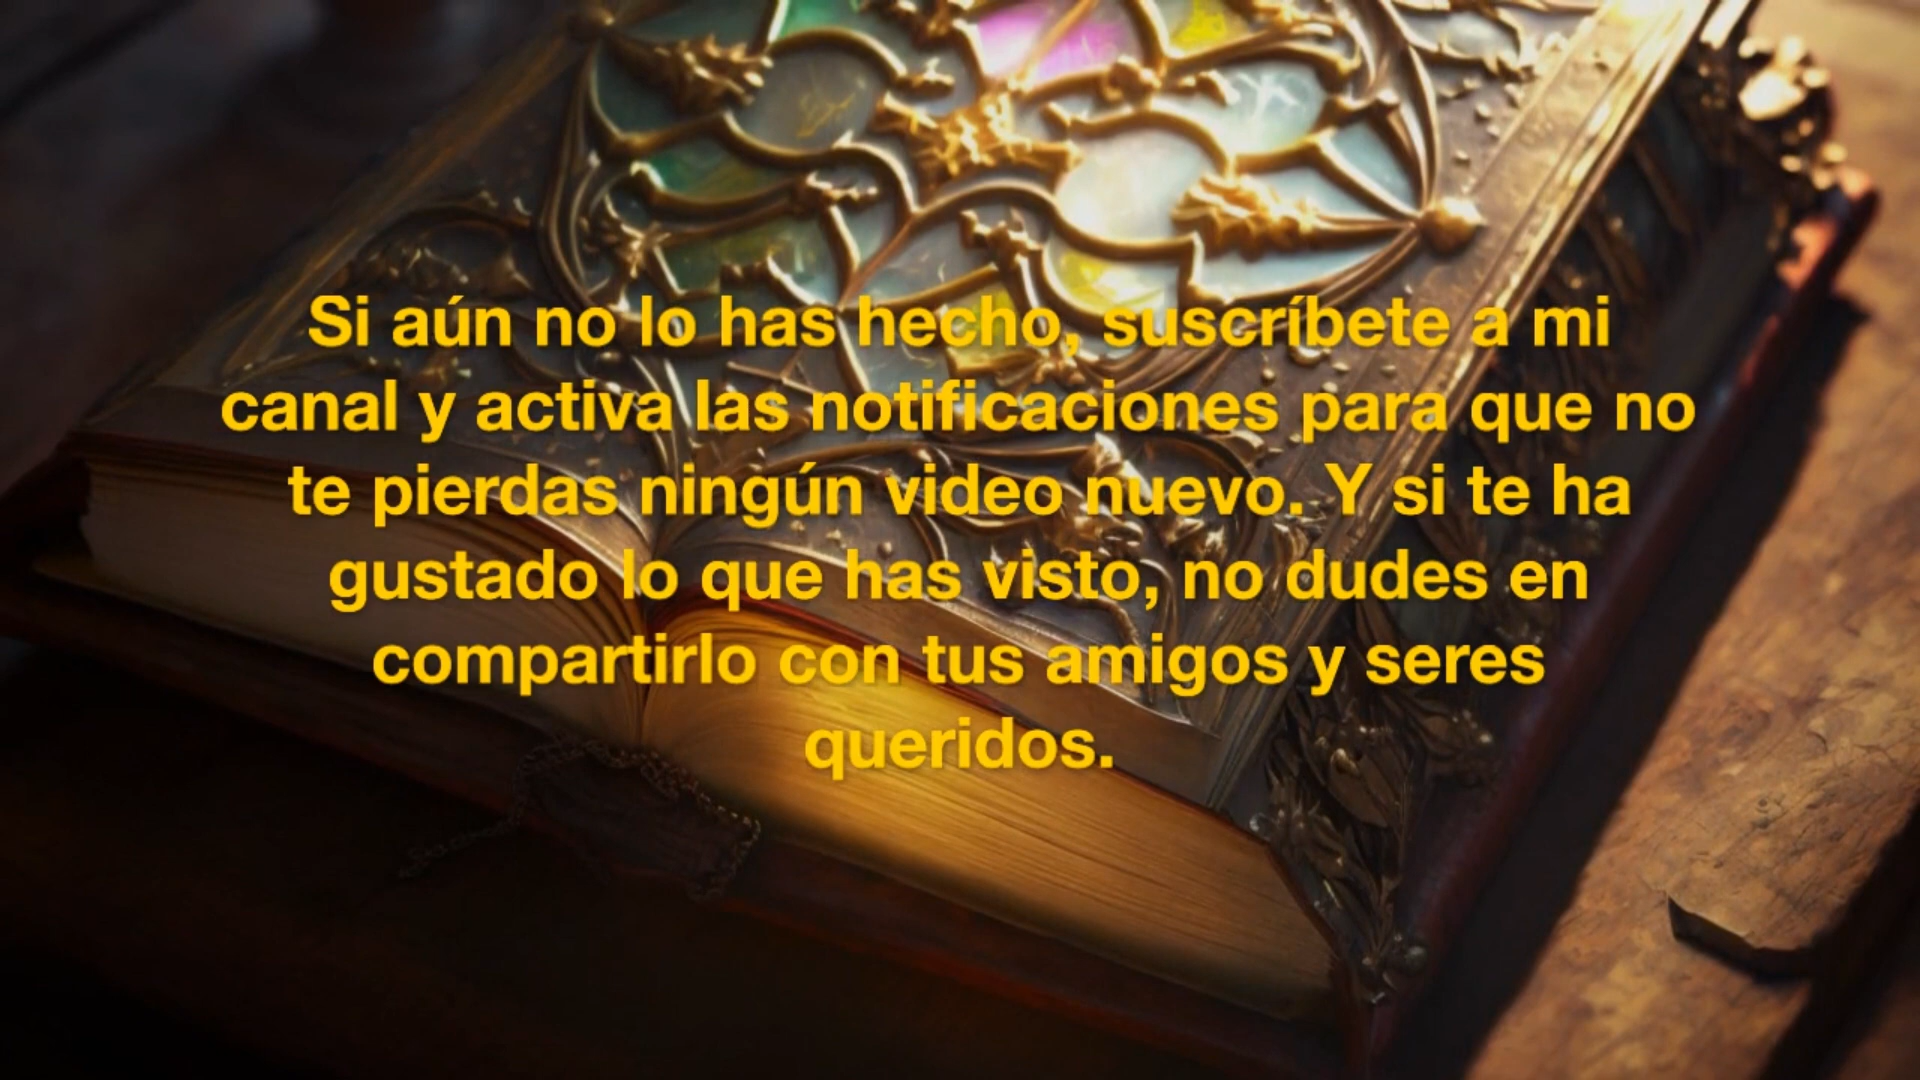 Si aún no lo has hecho, suscríbete a mi
canal y activa las notificaciones para que no
te pierdas ningún video nuevo. Y si te ha
gustado lo que has visto, no dudes en
compartirlo con tus amigos y seres
queridos.